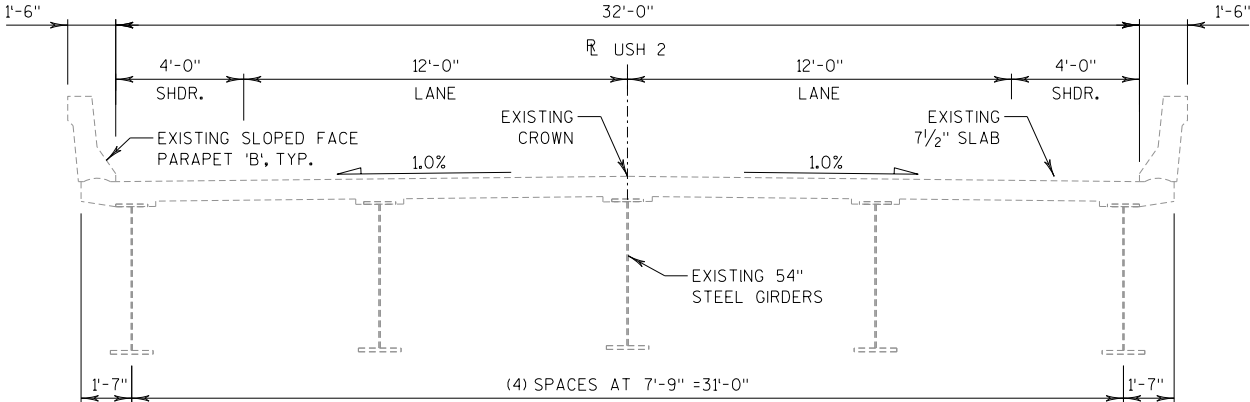 1'-6" 32'-0" 1'-6"
℞ USH 2
4'-0" 12'-0" 12'-0" 4'-0"
SHDR. LANE LANE SHDR.
EXISTING SLOPED FACE
PARAPET 'B', TYP.
EXISTING
CROWN
EXISTING
7½" SLAB
1.0% 1.0%
EXISTING 54"
STEEL GIRDERS
1'-7" (4) SPACES AT 7'-9" =31'-0" 1'-7"